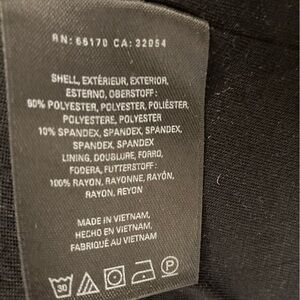 RN: 66170 CA: 32054
SHELL, EXTÉRIEUR, EXTERIOR,
ESTERNO, OBERSTOFF:
90% POLYESTER, POLYESTER, POLIÉSTER,
POLYESTERE, POLYESTER
10% SPANDEX, SPANDEX, SPANDEX,
SPANDEX, SPANDEX
LINING, DOUBLURE, FORRO,
FODERA, FUTTERSTOFF:
100% RAYON, RAYONNE, RAYÓN,
RAYON, REYON
MADE IN VIETNAM,
HECHO EN VIETNAM,
FABRIQUÉ AU VIETNAM
30 P